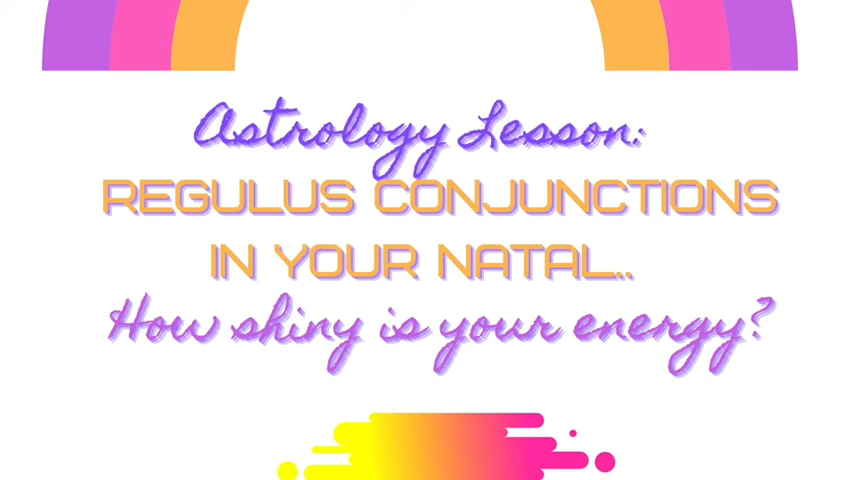 Astrology Lesson:
REGULUS CONJUNCTIONS
IN YOUR NATAL..
How shiny is your energy?